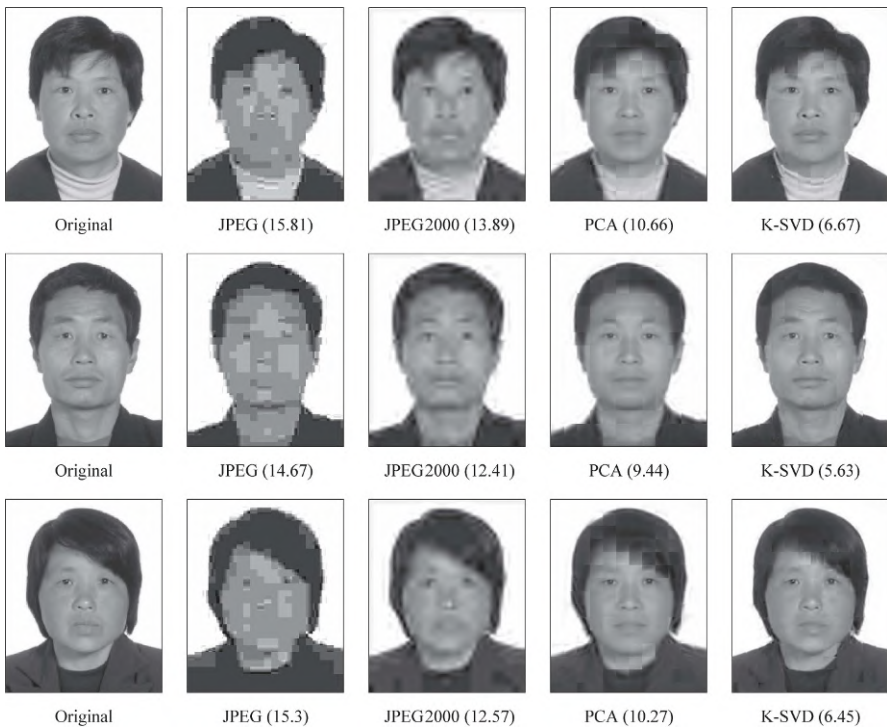 Original JPEG (15.81) JPEG2000 (13.89) PCA (10.66) K-SVD (6.67)
Original JPEG (14.67) JPEG2000 (12.41) PCA (9.44) K-SVD (5.63)
Original JPEG (15.3) JPEG2000 (12.57) PCA (10.27) K-SVD (6.45)